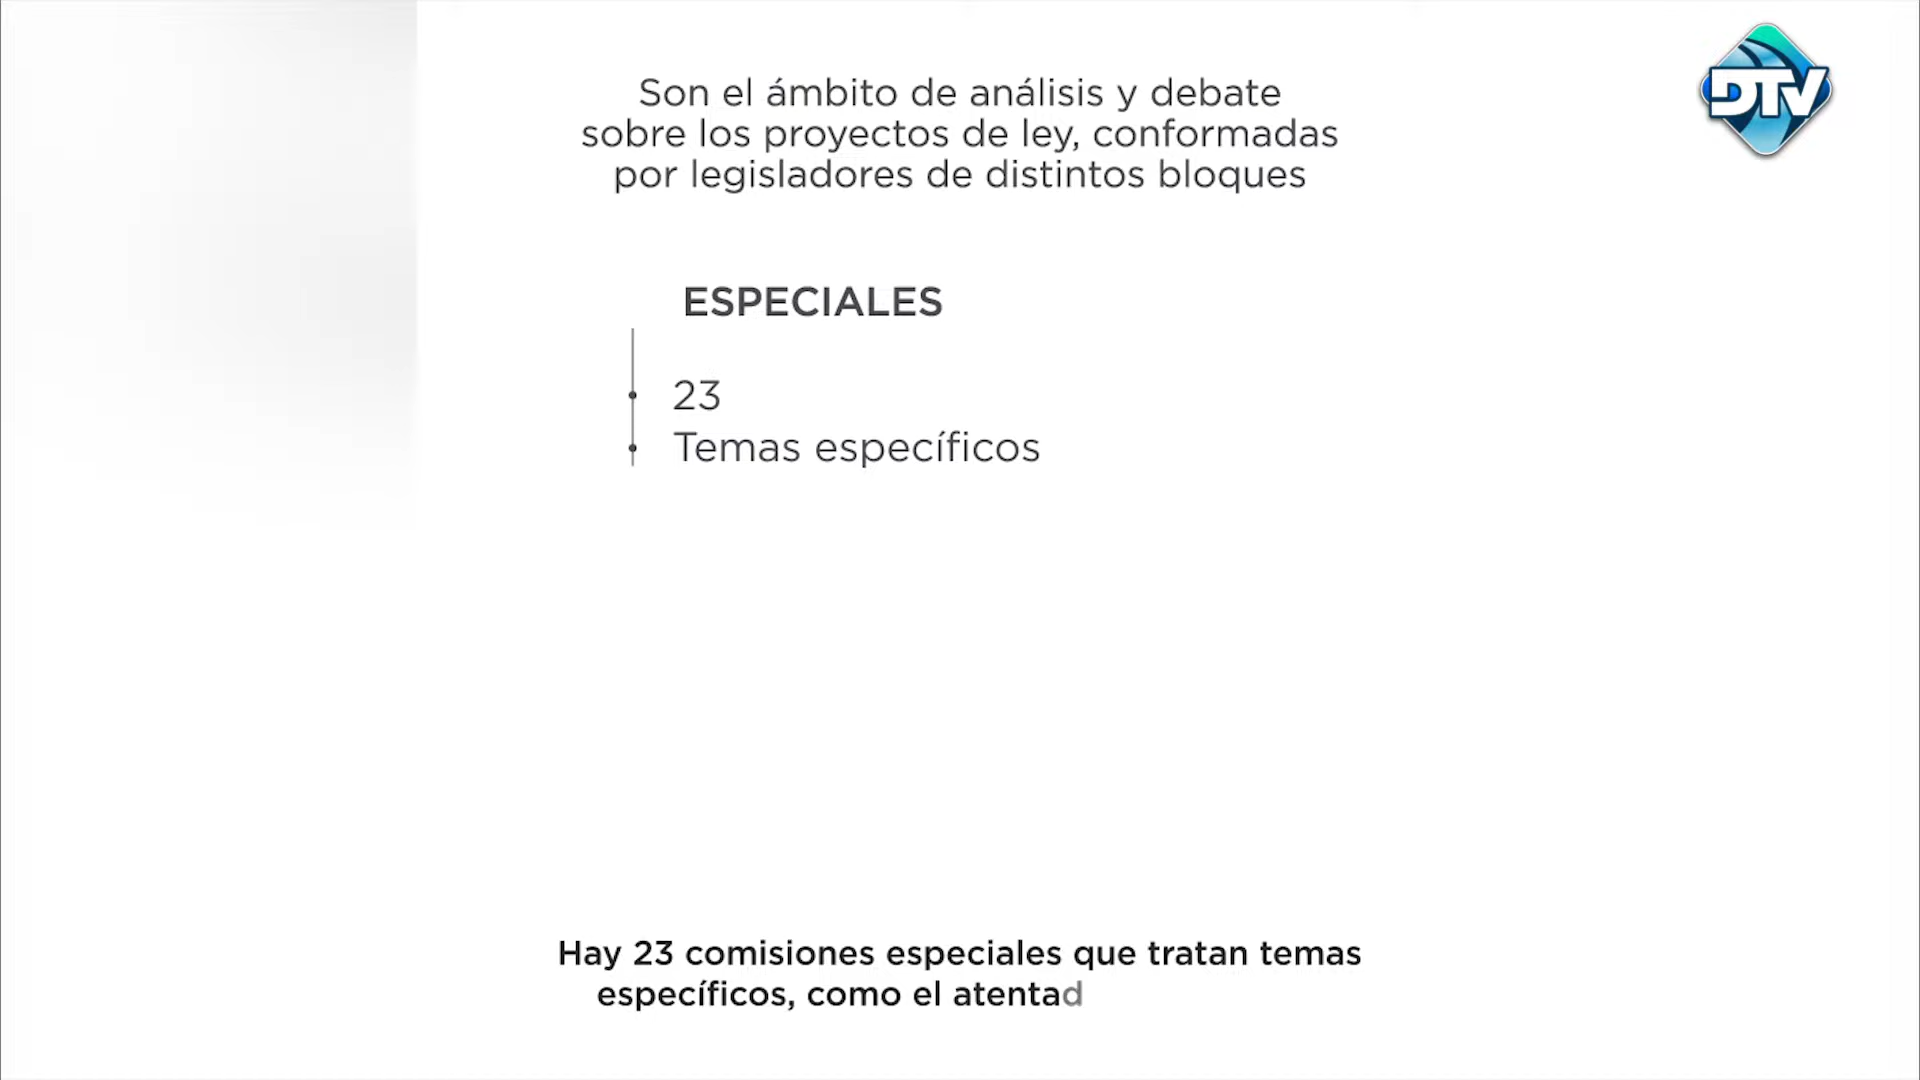 Son el ámbito de análisis y debate
sobre los proyectos de ley, conformadas
por legisladores de distintos bloques
DTV
ESPECIALES
23
Temas específicos
Hay 23 comisiones especiales que tratan temas
específicos, como el atentad